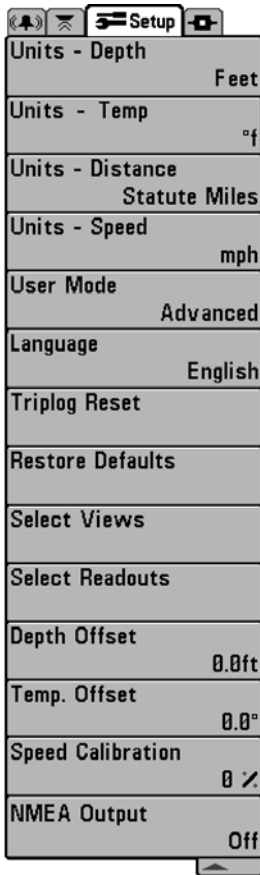 Setup
Units - Depth
Feet
Units - Temp
°f
Units - Distance
Statute Miles
Units - Speed
mph
User Mode
Advanced
Language
English
Triplog Reset
Restore Defaults
Select Views
Select Readouts
Depth Offset
0.0ft
Temp. Offset
0.0°
Speed Calibration
0 %
NMEA Output
Off